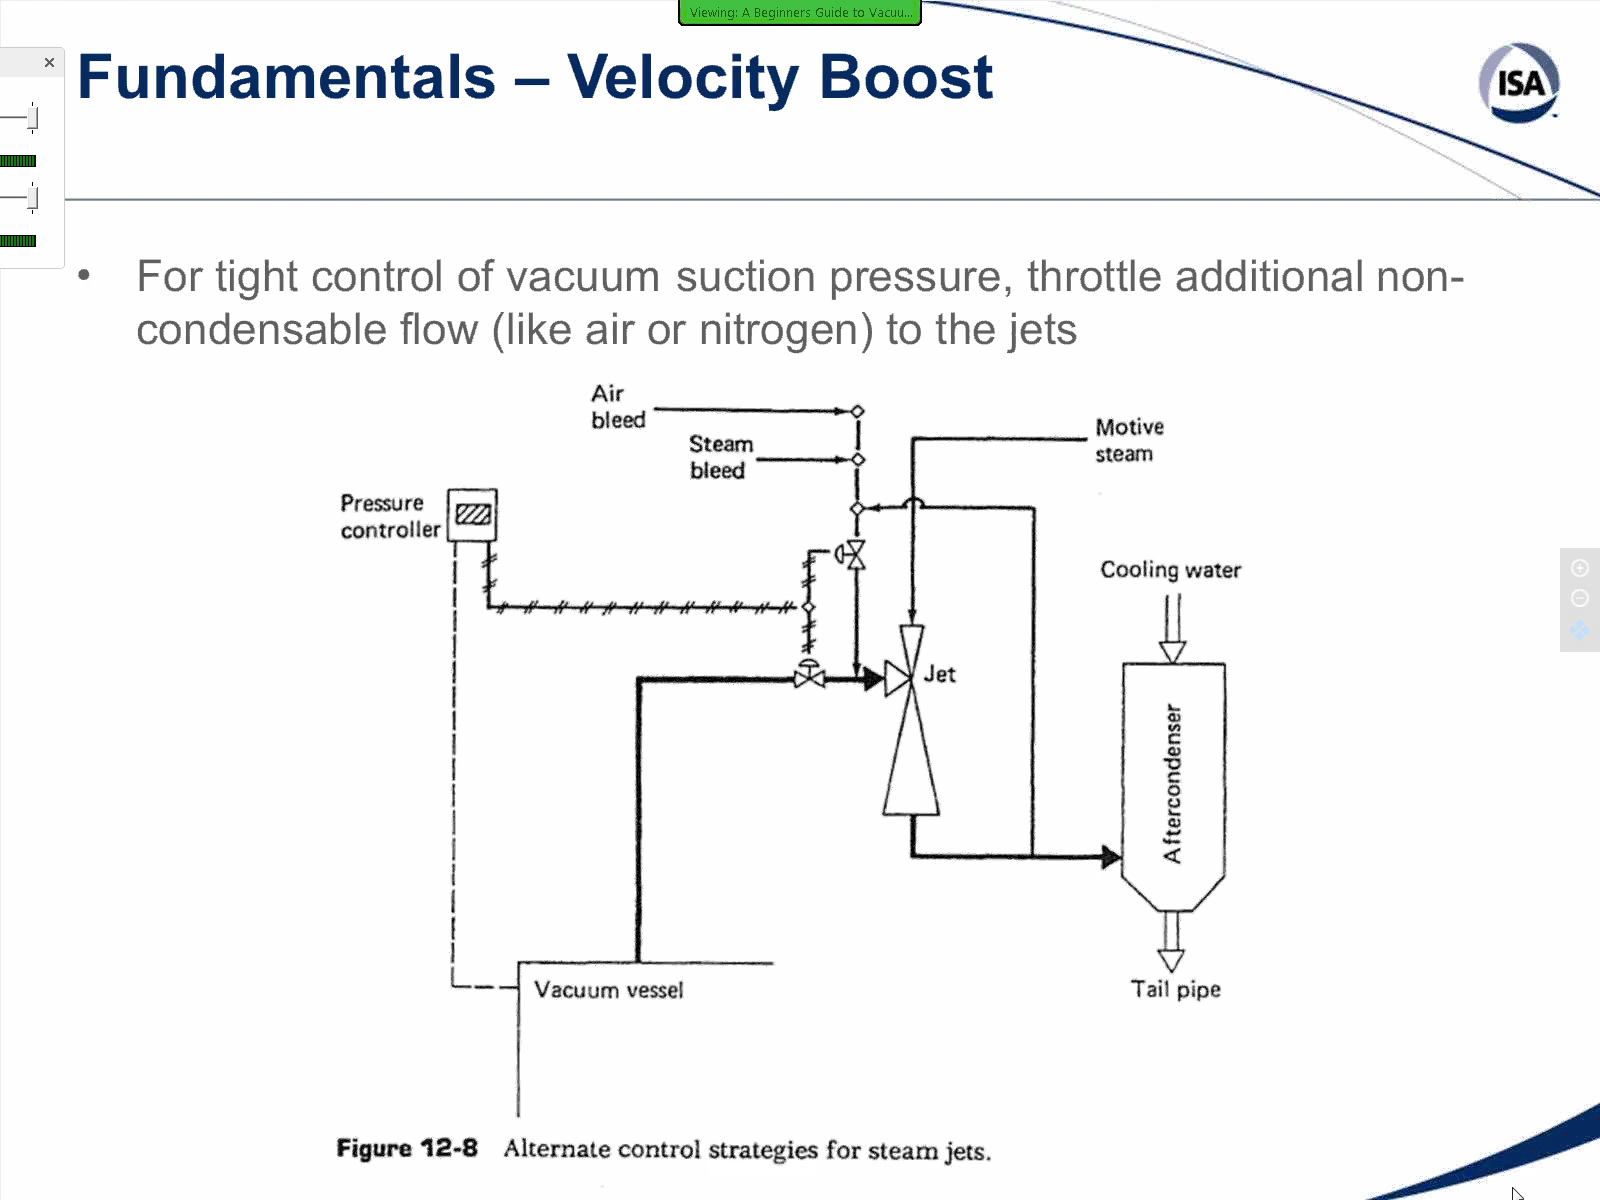 Viewing: A Beginners Guide to Vacuu...
Fundamentals – Velocity Boost
ISA
• For tight control of vacuum suction pressure, throttle additional non-
condensable flow (like air or nitrogen) to the jets
Air
bleed
Steam
bleed
Motive
steam
Pressure
controller
Cooling water
Jet
Aftercondenser
Vacuum vessel
Tail pipe
Figure 12-8 Alternate control strategies for steam jets.